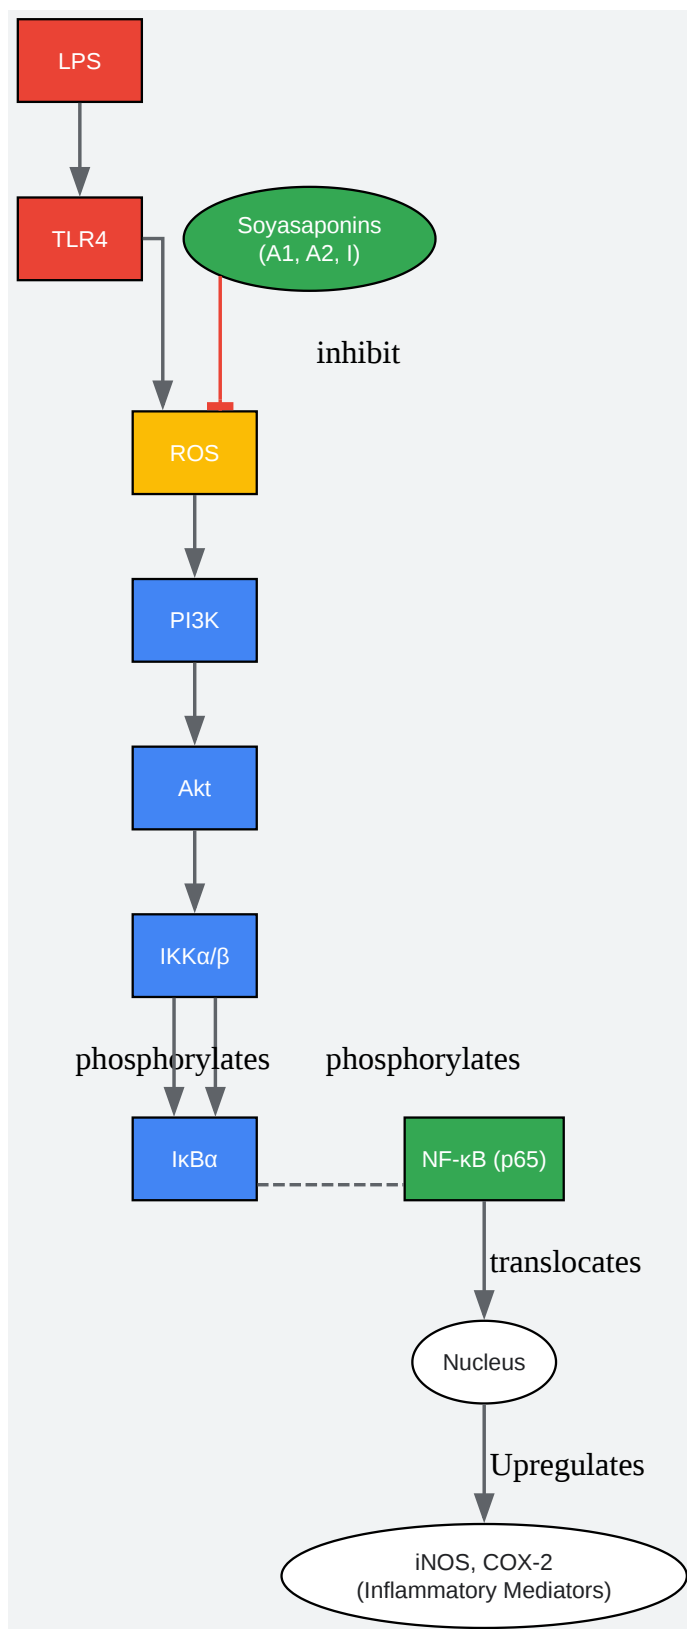 LPS
TLR4
Soyasaponins
(A1, A2, I)
inhibit
ROS
PI3K
Akt
IKKα/β
phosphorylates
phosphorylates
IκBα
NF-κB (p65)
translocates
Nucleus
Upregulates
iNOS, COX-2
(Inflammatory Mediators)